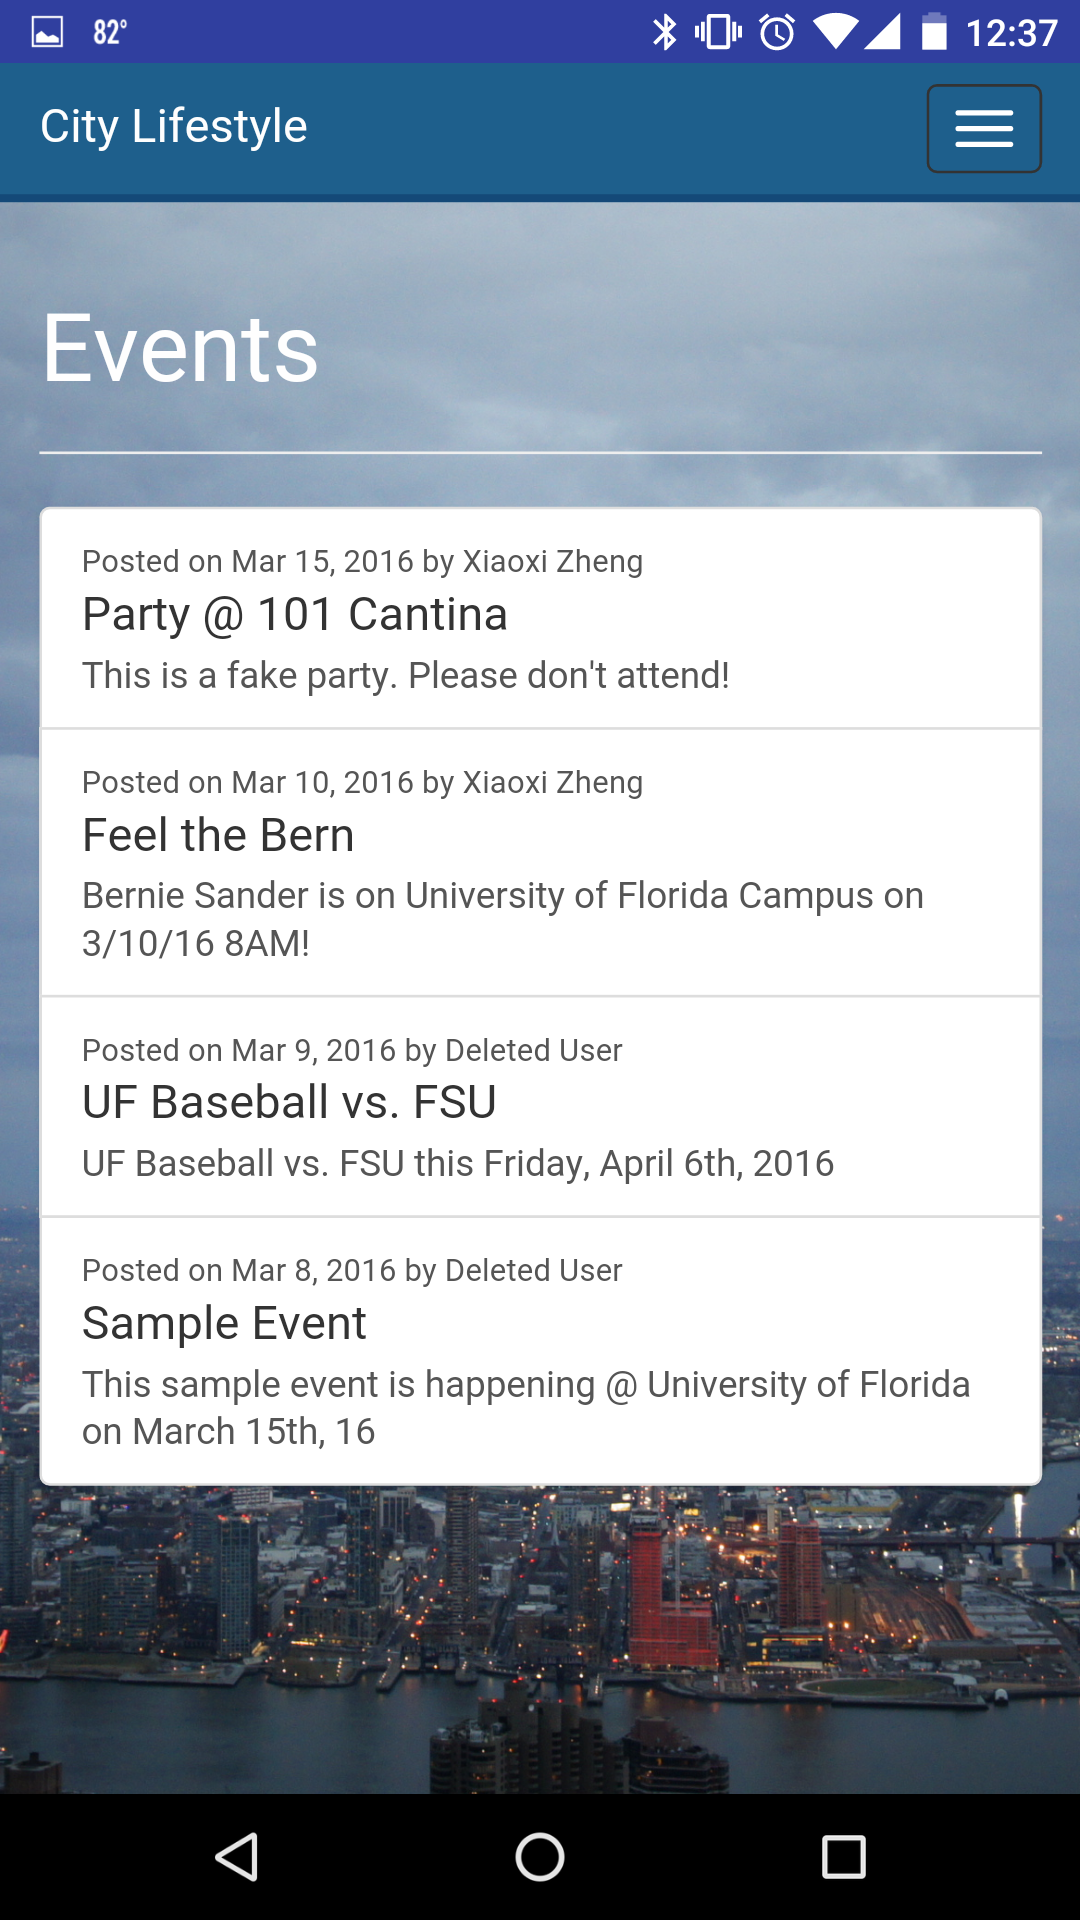 82°
12:37
City Lifestyle
Events
Posted on Mar 15, 2016 by Xiaoxi Zheng
Party @ 101 Cantina
This is a fake party. Please don't attend!
Posted on Mar 10, 2016 by Xiaoxi Zheng
Feel the Bern
Bernie Sander is on University of Florida Campus on
3/10/16 8AM!
Posted on Mar 9, 2016 by Deleted User
UF Baseball vs. FSU
UF Baseball vs. FSU this Friday, April 6th, 2016
Posted on Mar 8, 2016 by Deleted User
Sample Event
This sample event is happening @ University of Florida
on March 15th, 16